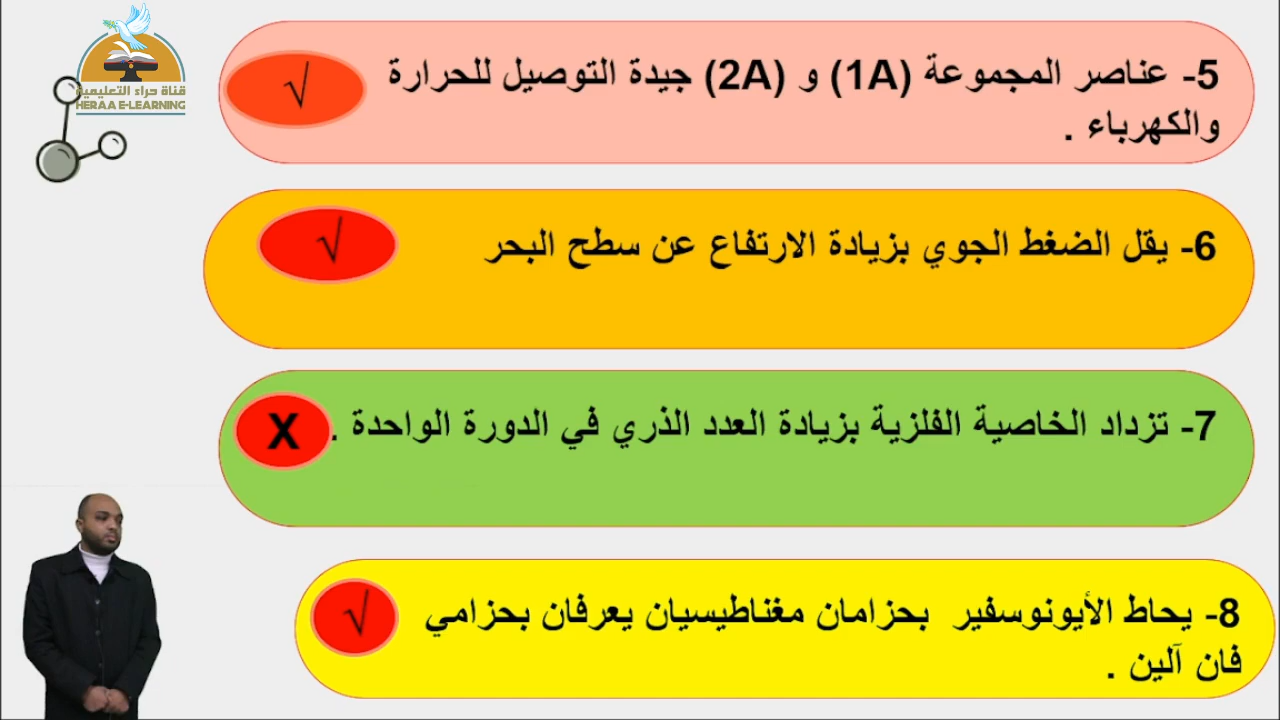 قناة حراء التعليمية
HERAA E-LEARNING
5- عناصر المجموعة (1A) و (2A) جيدة التوصيل للحرارة √
والكهرباء .
6- يقل الضغط الجوي بزيادة الارتفاع عن سطح البحر √
7- تزداد الخاصية الفلزية بزيادة العدد الذري في الدورة الواحدة . X
8- يحاط الأيونوسفير بحزامان مغناطيسيان يعرفان بحزامي √
فان آلين .